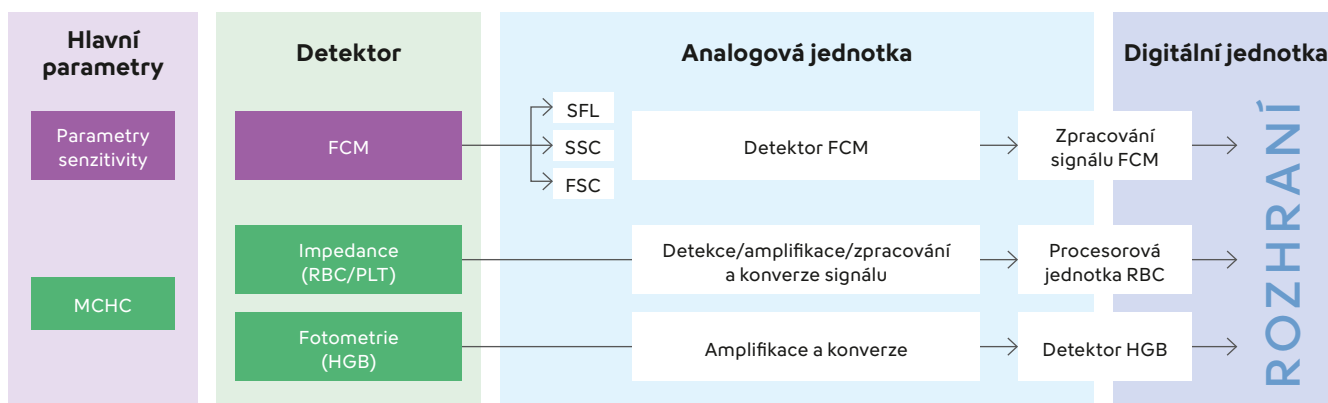 Hlavní
parametry
Detektor
Analogová jednotka
Digitální jednotka
Parametry
senzitivity
FCM
SFL
SSC
FSC
Detektor FCM
Zpracování
signálu FCM
Impedance
(RBC/PLT)
Detekce/amplifikace/zpracování
a konverze signálu
Procesorová
jednotka RBC
MCHC
Fotometrie
(HGB)
Amplifikace a konverze
Detektor HGB
ROZHRANÍ